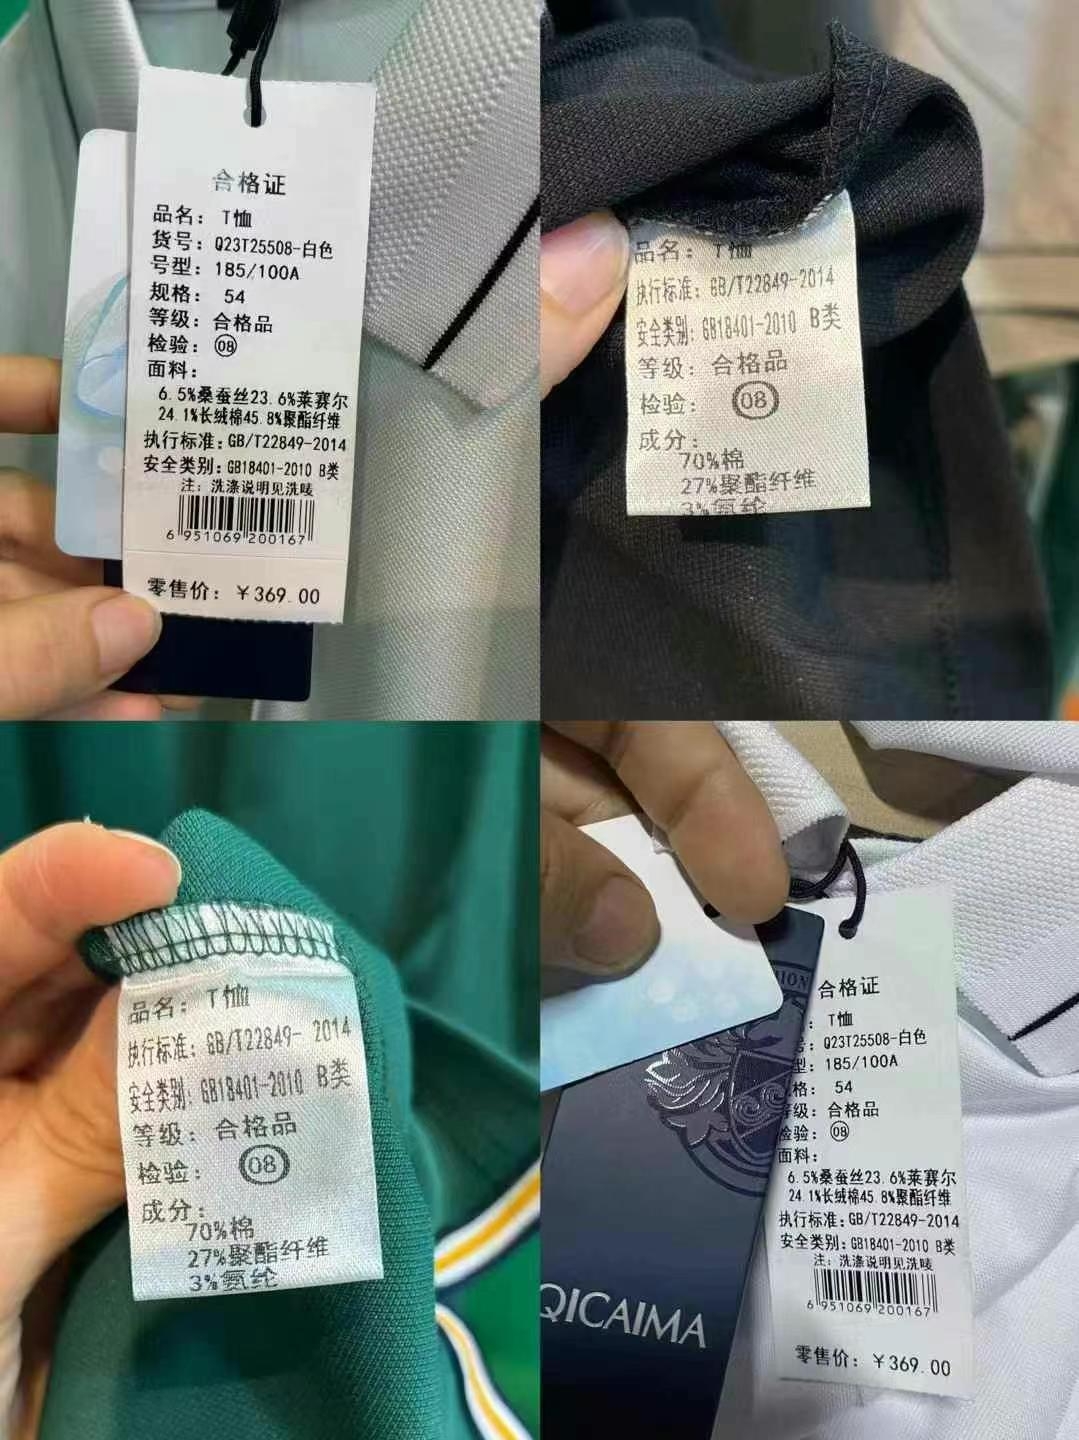 合格证
品名： T恤
货号： Q23T25508-白色
号型： 185/100A
规格： 54
等级： 合格品
检验： 08
面料：
6.5%桑蚕丝23.6%莱赛尔
24.1%长绒棉45.8%聚酯纤维
执行标准：GB/T22849-2014
安全类别：GB18401-2010 B类
注：洗涤说明见洗唛
6 951069 200167
零售价：￥369.00
品名： T恤
执行标准：GB/T22849-2014
安全类别：GB18401-2010 B类
等级： 合格品
检验： 08
成分：
70%棉
27%聚酯纤维
3%氨纶
品名： T恤
执行标准：GB/T22849- 2014
安全类别：GB18401-2010 B类
等级：合格品
检验： 08
成分：
70%棉
27%聚酯纤维
3%氨纶
合格证
T恤
号：Q23T25508-白色
型：185/100A
格： 54
等级：合格品
检验：08
面料：
6.5%桑蚕丝23.6%莱赛尔
24.1%长绒棉45.8%聚酯纤维
执行标准：GB/T22849-2014
安全类别：GB18401-2010 B类
注：洗涤说明见洗唛
6 951069 200167
零售价：￥369.00
QICAIMA